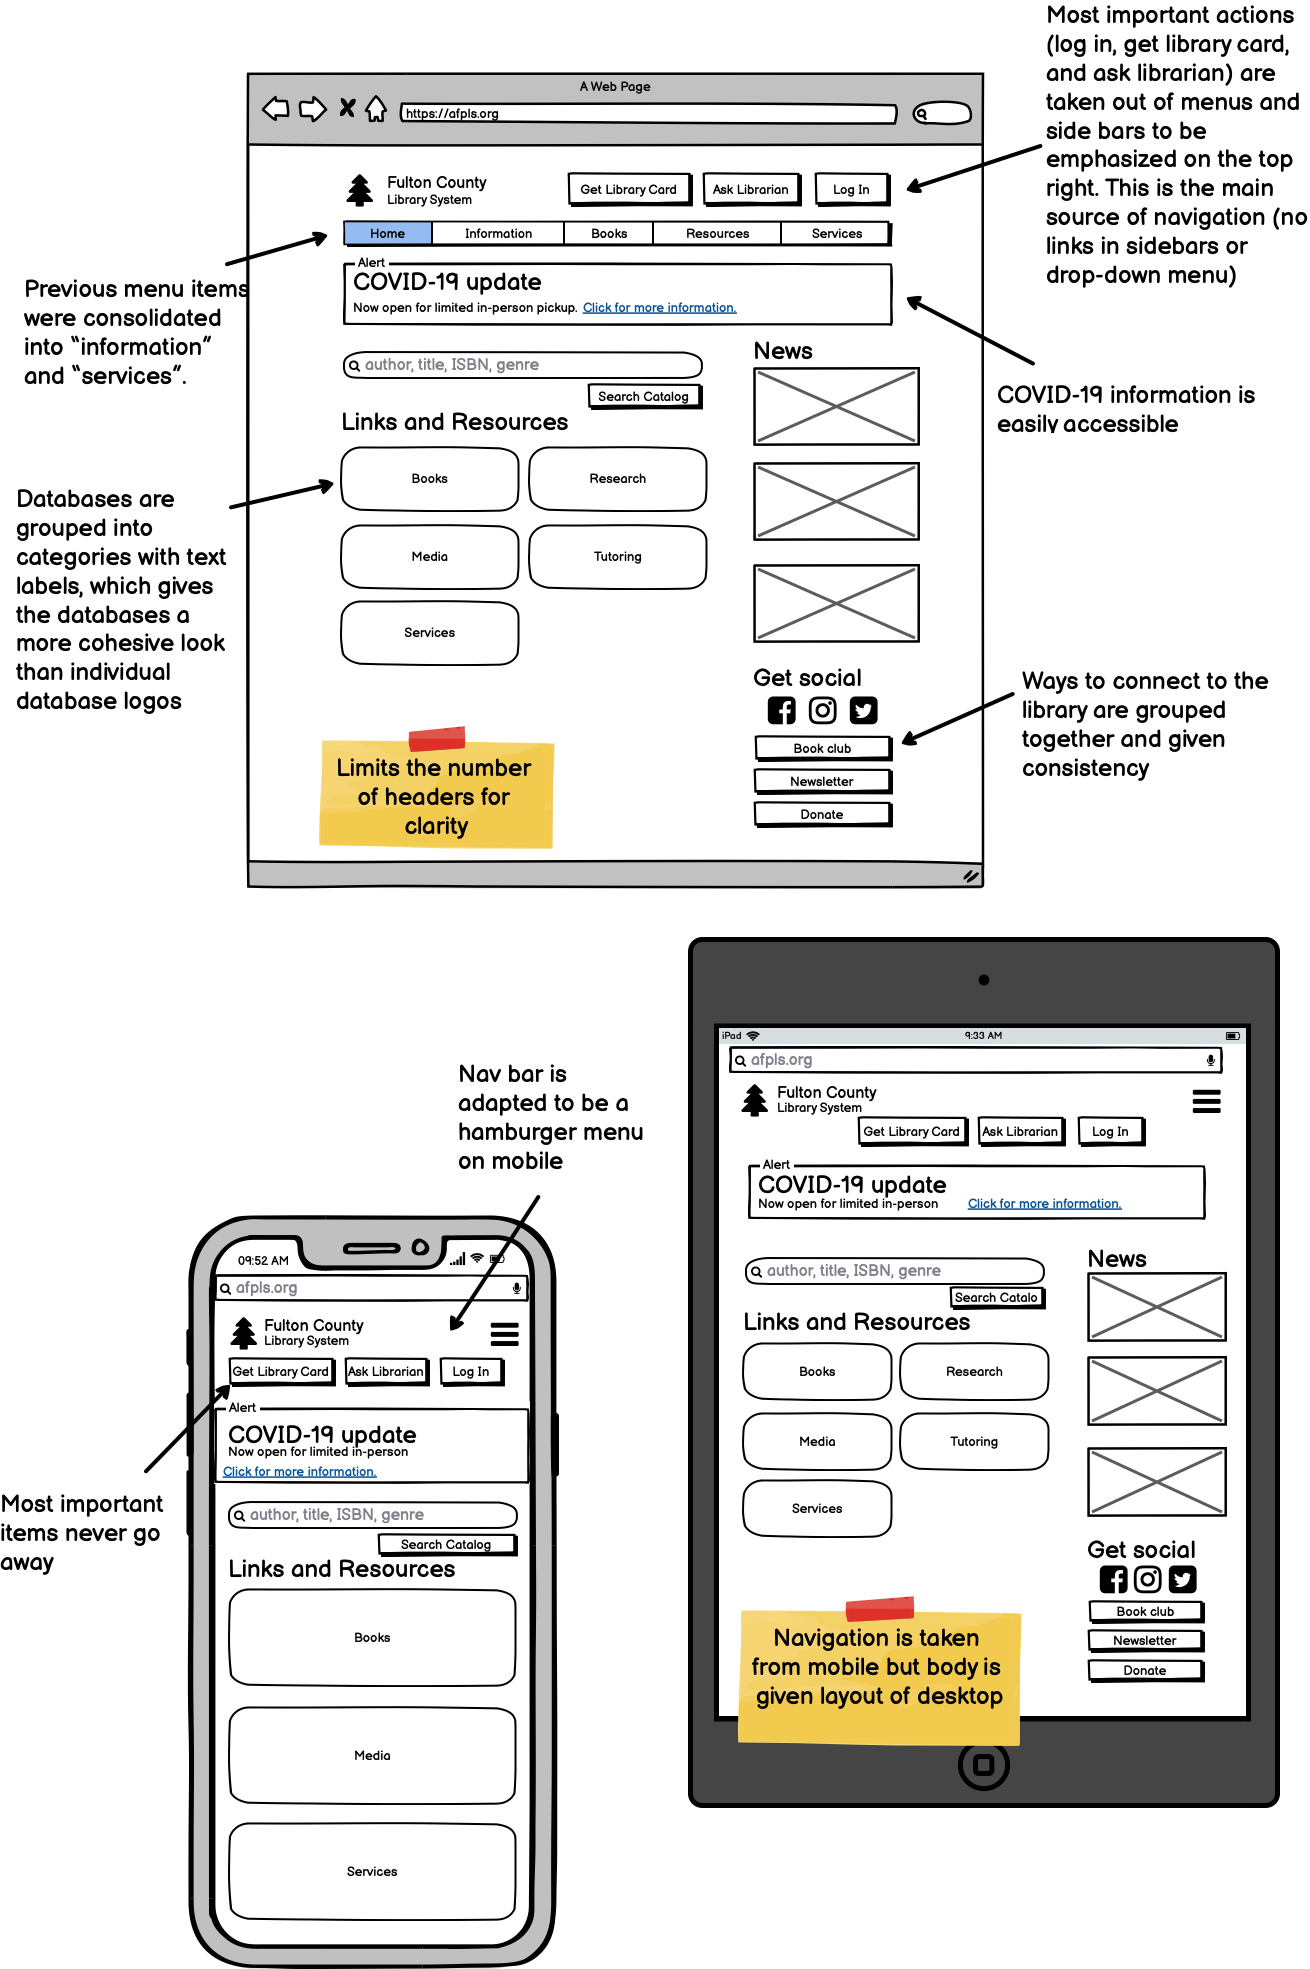 Most important actions
(log in, get library card,
and ask librarian) are
taken out of menus and
side bars to be
emphasized on the top
right. This is the main
source of navigation (no
links in sidebars or
drop-down menu)
A Web Page
https://afpls.org
Fulton County
Library System
Get Library Card
Ask Librarian
Log In
Home
Information
Books
Resources
Services
Previous menu items
were consolidated
into "information"
and "services".
Alert
COVID-19 update
Now open for limited in-person pickup. Click for more information.
COVID-19 information is
easily accessible
author, title, ISBN, genre
Search Catalog
News
Links and Resources
Books
Research
Media
Tutoring
Services
Databases are
grouped into
categories with text
labels, which gives
the databases a
more cohesive look
than individual
database logos
Get social
Book club
Newsletter
Donate
Ways to connect to the
library are grouped
together and given
consistency
Limits the number
of headers for
clarity
Nav bar is
adapted to be a
hamburger menu
on mobile
09:52 AM
afpls.org
Fulton County
Library System
Get Library Card
Ask Librarian
Log In
Alert
COVID-19 update
Now open for limited in-person
Click for more information.
Most important
items never go
away
author, title, ISBN, genre
Search Catalog
Links and Resources
Books
Media
Services
iPad
9:33 AM
afpls.org
Fulton County
Library System
Get Library Card
Ask Librarian
Log In
Alert
COVID-19 update
Now open for limited in-person
Click for more information.
author, title, ISBN, genre
Search Catalo
News
Links and Resources
Books
Research
Media
Tutoring
Services
Get social
Book club
Newsletter
Donate
Navigation is taken
from mobile but body is
given layout of desktop